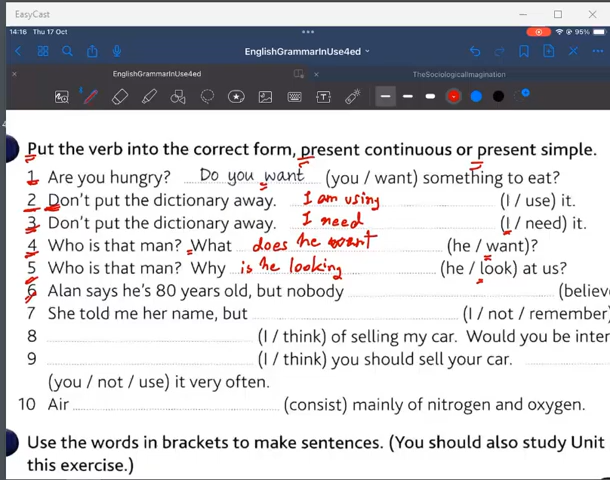 EasyCast
14:16 Thu 17 Oct 95%
EnglishGrammarInUse4ed
EnglishGrammarInUse4ed TheSociologicalImagination
Put the verb into the correct form, present continuous or present simple.
1 Are you hungry? Do you want (you / want) something to eat?
2 Don't put the dictionary away. I am using (I / use) it.
3 Don't put the dictionary away. I need (I / need) it.
4 Who is that man? What does he want (he / want)?
5 Who is that man? Why is he looking (he / look) at us?
6 Alan says he's 80 years old, but nobody (believe
7 She told me her name, but (I / not / remember)
8 (I / think) of selling my car. Would you be inter
9 (I / think) you should sell your car.
(you / not / use) it very often.
10 Air (consist) mainly of nitrogen and oxygen.
Use the words in brackets to make sentences. (You should also study Unit
this exercise.)